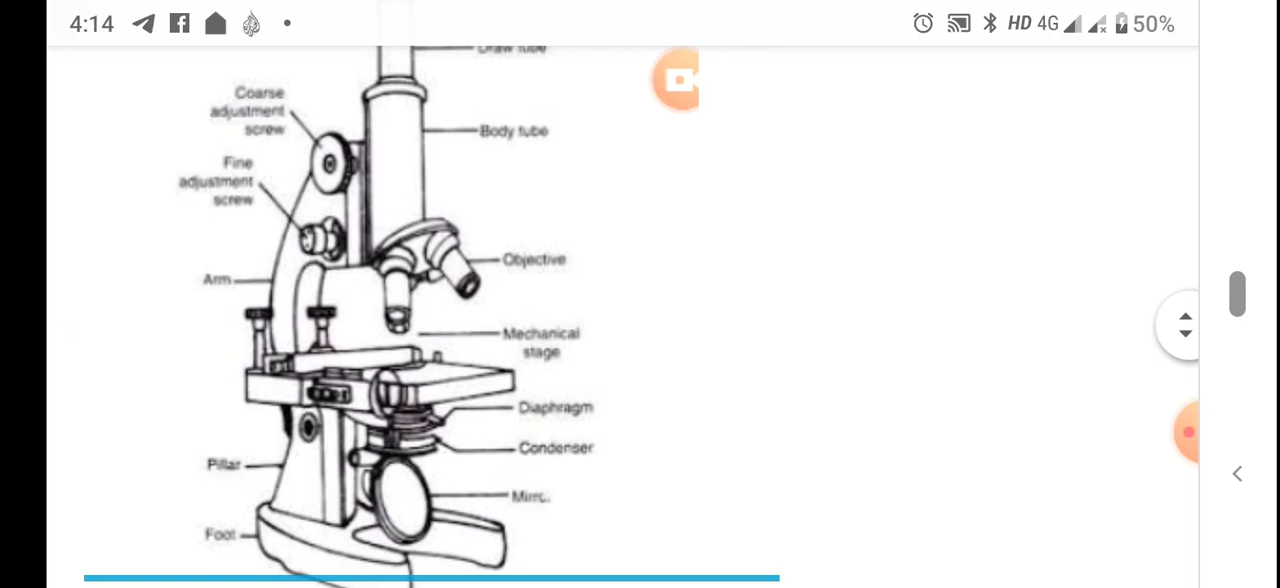 4:14
HD 4G 50%
Draw tube
Coarse
adjustment
screw
Body tube
Fine
adjustment
screw
Objective
Arm
Mechanical
stage
Diaphragm
Condenser
Pillar
Foot